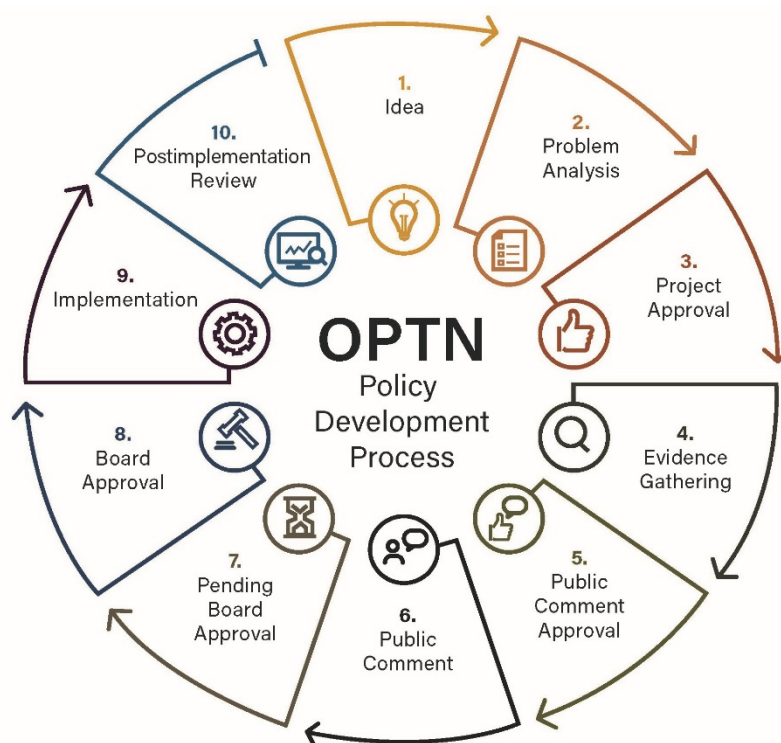 1.
Idea
2.
Problem
Analysis
3.
Project
Approval
4.
Evidence
Gathering
5.
Public
Comment
Approval
6.
Public
Comment
7.
Pending
Board
Approval
8.
Board
Approval
9.
Implementation
10.
Postimplementation
Review
OPTN
Policy
Development
Process